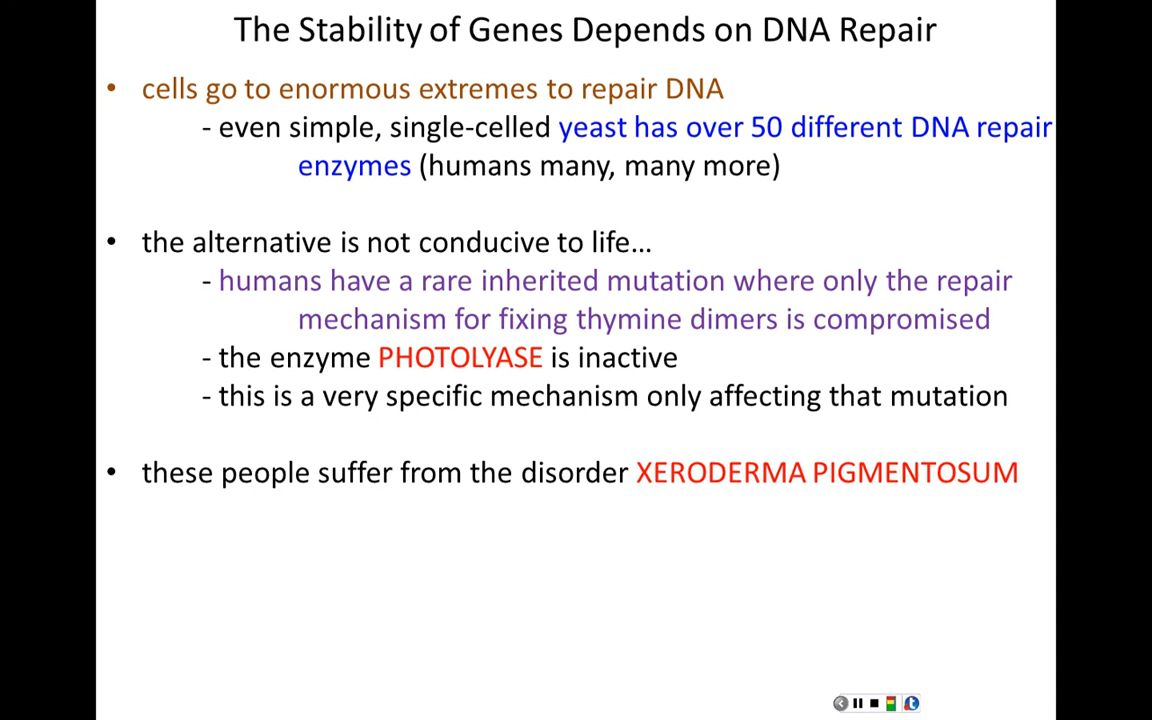 The Stability of Genes Depends on DNA Repair
• cells go to enormous extremes to repair DNA
- even simple, single-celled yeast has over 50 different DNA repair
enzymes (humans many, many more)
• the alternative is not conducive to life...
- humans have a rare inherited mutation where only the repair
mechanism for fixing thymine dimers is compromised
- the enzyme PHOTOLYASE is inactive
- this is a very specific mechanism only affecting that mutation
• these people suffer from the disorder XERODERMA PIGMENTOSUM